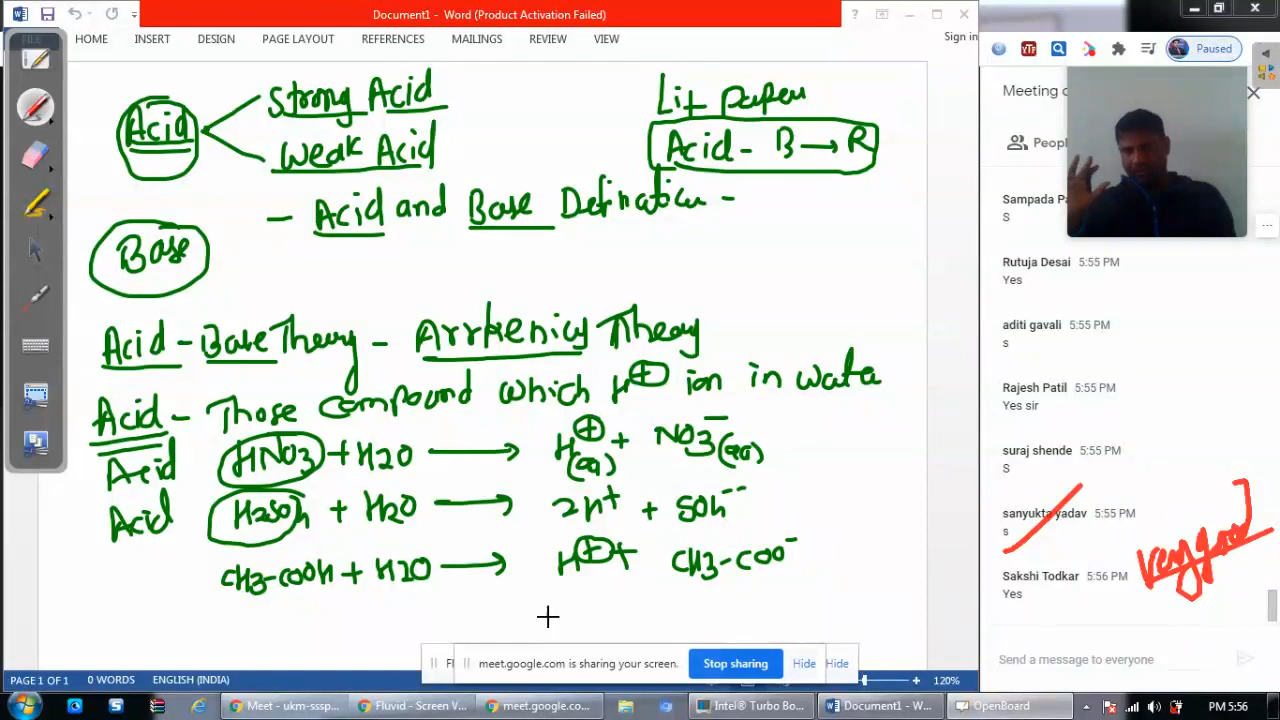 Document1 - Word (Product Activation Failed)
FILE HOME INSERT DESIGN PAGE LAYOUT REFERENCES MAILINGS REVIEW VIEW Sign in
Acid
Strong Acid
Weak Acid
Lit paper
Acid - B → R
- Acid and Base Defination -
Base
Acid - Base Theory - Arrhenius Theory
Acid - Those compound which H⊕ ion in water
Acid HNO3 + H2O → H⊕(aq) + NO3⁻(aq)
Acid H2SO4 + H2O → 2H⁺ + SO4⁻⁻
CH3-COOH + H2O → H⊕ + CH3-COO⁻
meet.google.com is sharing your screen. Stop sharing Hide Hide
PAGE 1 OF 1 0 WORDS ENGLISH (INDIA) 120%
Paused
Meeting
Peopl
Sampada Pa
S
Rutuja Desai 5:55 PM
Yes
aditi gavali 5:55 PM
s
Rajesh Patil 5:55 PM
Yes sir
suraj shende 5:55 PM
S
sanyukta yadav 5:55 PM
s
very good
Sakshi Todkar 5:56 PM
Yes
Send a message to everyone
Meet - ukm-sssp... Fluvid - Screen V... meet.google.com/... Intel® Turbo Bo... Document1 - W... OpenBoard PM 5:56